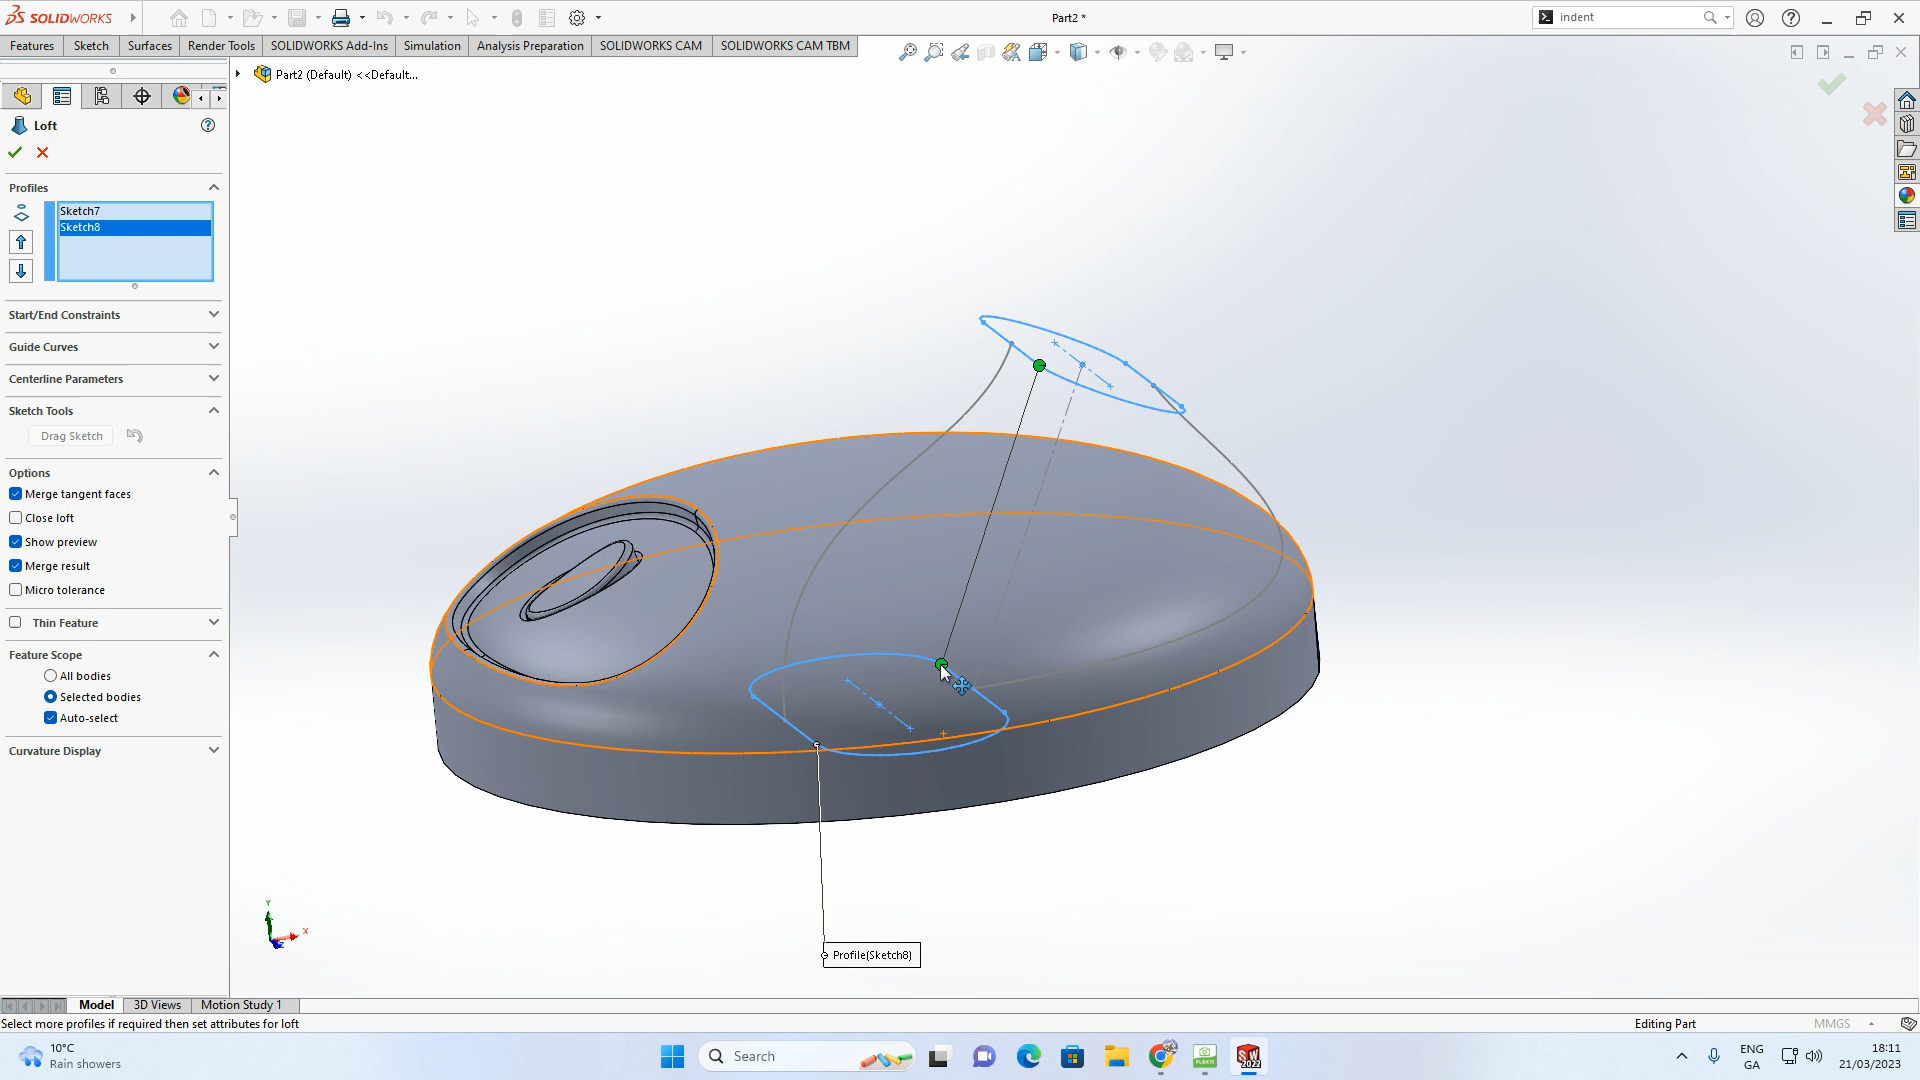 SOLIDWORKS
Part2 *
indent
Features
Sketch
Surfaces
Render Tools
SOLIDWORKS Add-Ins
Simulation
Analysis Preparation
SOLIDWORKS CAM
SOLIDWORKS CAM TBM
Part2 (Default) <<Default...
Loft
Profiles
Sketch7
Sketch8
Start/End Constraints
Guide Curves
Centerline Parameters
Sketch Tools
Drag Sketch
Options
Merge tangent faces
Close loft
Show preview
Merge result
Micro tolerance
Thin Feature
Feature Scope
All bodies
Selected bodies
Auto-select
Curvature Display
Profile(Sketch8)
Y
X
Model
3D Views
Motion Study 1
Select more profiles if required then set attributes for loft
Editing Part
MMGS
10°C
Rain showers
Search
ENG
GA
18:11
21/03/2023